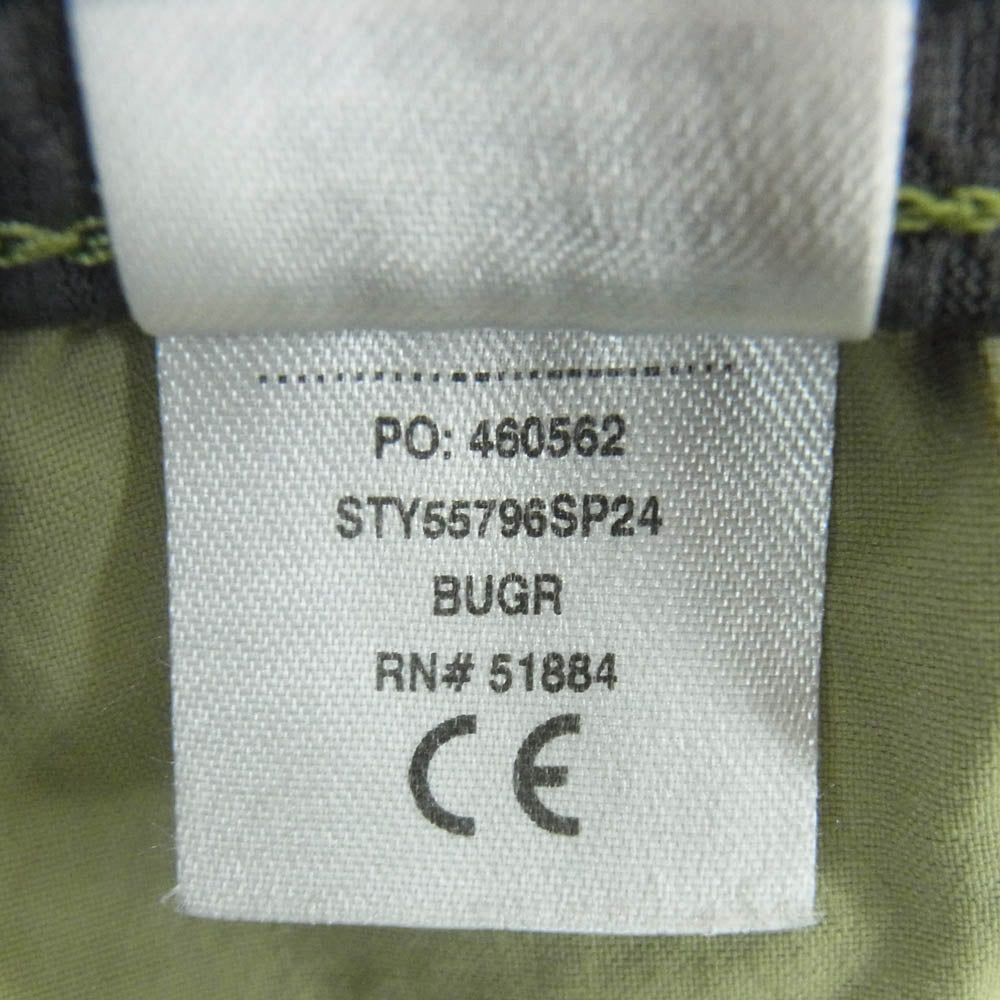 PO: 460562
STY55796SP24
BUGR
RN# 51884
CE